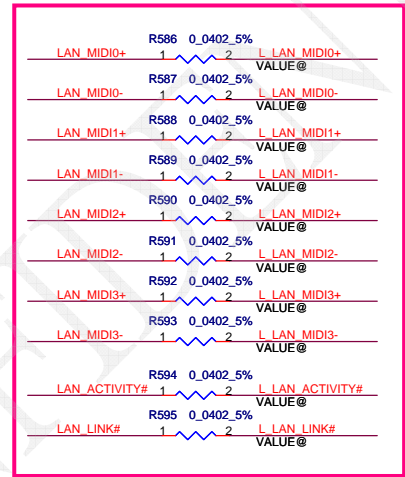 R586 0_0402_5%
LAN_MIDI0+ 1 2 L_LAN_MIDI0+
VALUE@
R587 0_0402_5%
LAN_MIDI0- 1 2 L_LAN_MIDI0-
VALUE@
R588 0_0402_5%
LAN_MIDI1+ 1 2 L_LAN_MIDI1+
VALUE@
R589 0_0402_5%
LAN_MIDI1- 1 2 L_LAN_MIDI1-
VALUE@
R590 0_0402_5%
LAN_MIDI2+ 1 2 L_LAN_MIDI2+
VALUE@
R591 0_0402_5%
LAN_MIDI2- 1 2 L_LAN_MIDI2-
VALUE@
R592 0_0402_5%
LAN_MIDI3+ 1 2 L_LAN_MIDI3+
VALUE@
R593 0_0402_5%
LAN_MIDI3- 1 2 L_LAN_MIDI3-
VALUE@
R594 0_0402_5%
LAN_ACTIVITY# 1 2 L_LAN_ACTIVITY#
VALUE@
R595 0_0402_5%
LAN_LINK# 1 2 L_LAN_LINK#
VALUE@